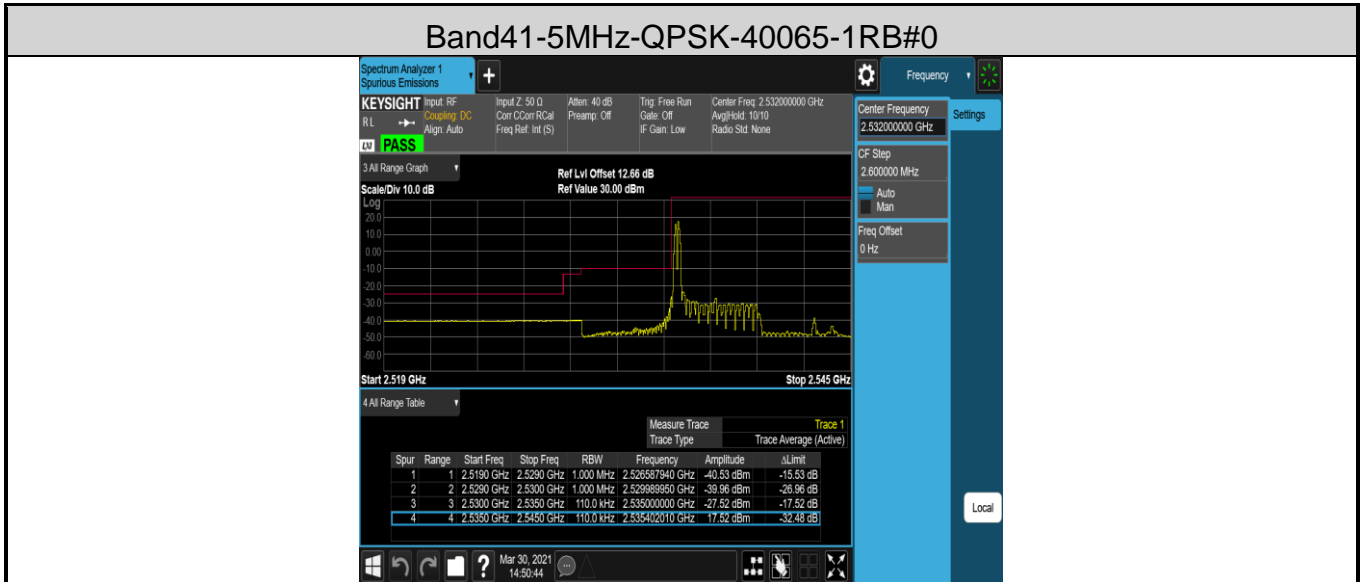 Band41-5MHz-QPSK-40065-1RB#0
Spectrum Analyzer 1
Spurious Emissions
+
Frequency
KEYSIGHT Input: RF Input Z: 50 Ω Atten: 40 dB Trig: Free Run Center Freq: 2.532000000 GHz
RL Coupling: DC Corr CCorr RCal Preamp: Off Gate: Off Avg|Hold: 10/10
Align: Auto Freq Ref: Int (S) IF Gain: Low Radio Std: None
LXI PASS
Center Frequency
2.532000000 GHz
Settings
CF Step
2.600000 MHz
Auto
Man
Freq Offset
0 Hz
3 All Range Graph
Ref Lvl Offset 12.66 dB
Scale/Div 10.0 dB Ref Value 30.00 dBm
Log
20.0
10.0
0.00
-10.0
-20.0
-30.0
-40.0
-50.0
-60.0
Start 2.519 GHz Stop 2.545 GHz
4 All Range Table
Measure Trace Trace 1
Trace Type Trace Average (Active)
Spur Range Start Freq Stop Freq RBW Frequency Amplitude ΔLimit
1 1 2.5190 GHz 2.5290 GHz 1.000 MHz 2.526587940 GHz -40.53 dBm -15.53 dB
2 2 2.5290 GHz 2.5300 GHz 1.000 MHz 2.529989950 GHz -39.96 dBm -26.96 dB
3 3 2.5300 GHz 2.5350 GHz 110.0 kHz 2.535000000 GHz -27.52 dBm -17.52 dB
4 4 2.5350 GHz 2.5450 GHz 110.0 kHz 2.535402010 GHz 17.52 dBm -32.48 dB
Local
? Mar 30, 2021
14:50:44